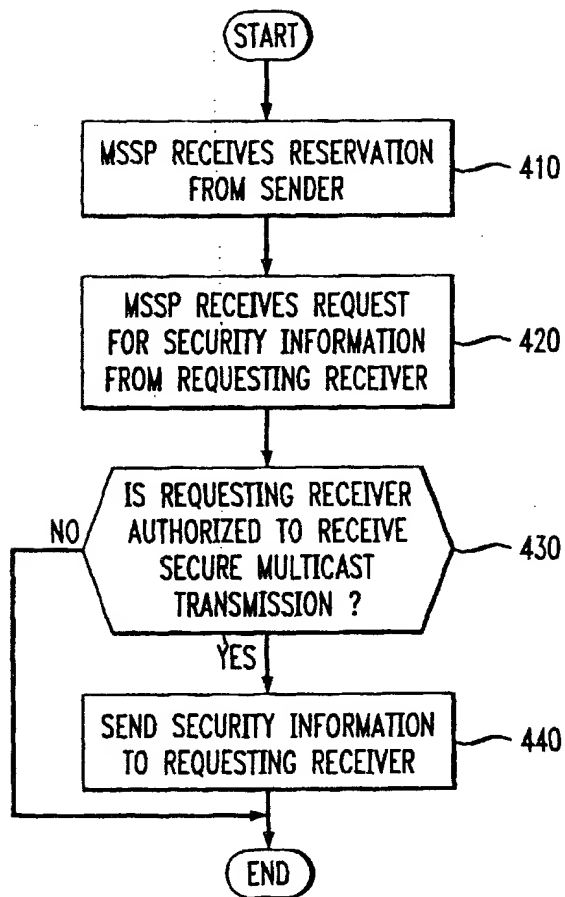 START
MSSP RECEIVES RESERVATION
FROM SENDER
410
MSSP RECEIVES REQUEST
FOR SECURITY INFORMATION
FROM REQUESTING RECEIVER
420
IS REQUESTING RECEIVER
AUTHORIZED TO RECEIVE
SECURE MULTICAST
TRANSMISSION ?
NO
430
YES
SEND SECURITY INFORMATION
TO REQUESTING RECEIVER
440
END